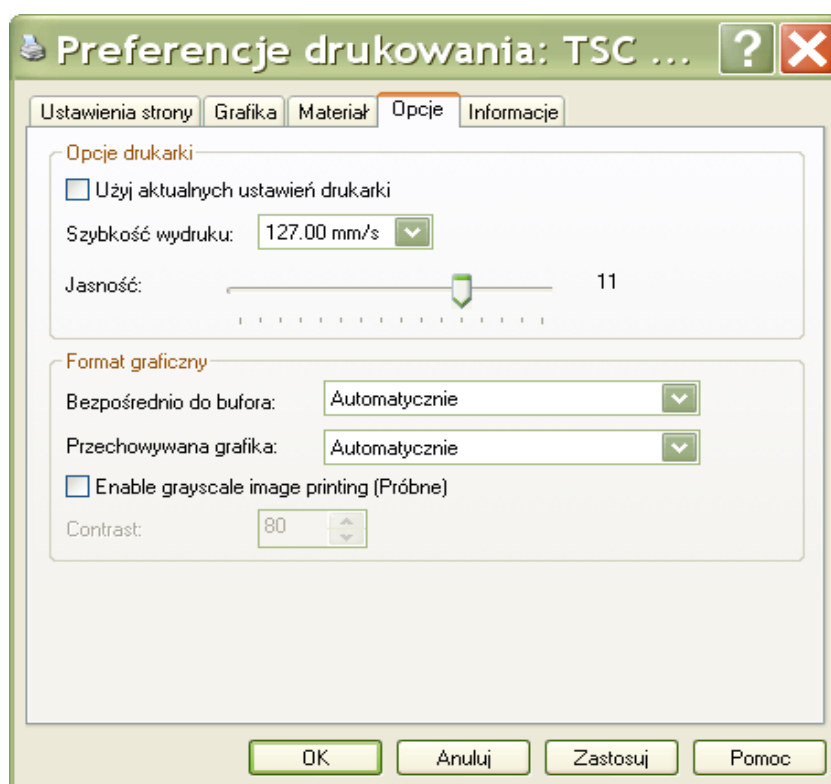 Preferencje drukowania: TSC ...
Ustawienia strony Grafika Materiał Opcje Informacje
Opcje drukarki
Użyj aktualnych ustawień drukarki
Szybkość wydruku: 127.00 mm/s
Jasność: 11
Format graficzny
Bezpośrednio do bufora: Automatycznie
Przechowywana grafika: Automatycznie
Enable grayscale image printing (Próbne)
Contrast: 80
OK Anuluj Zastosuj Pomoc